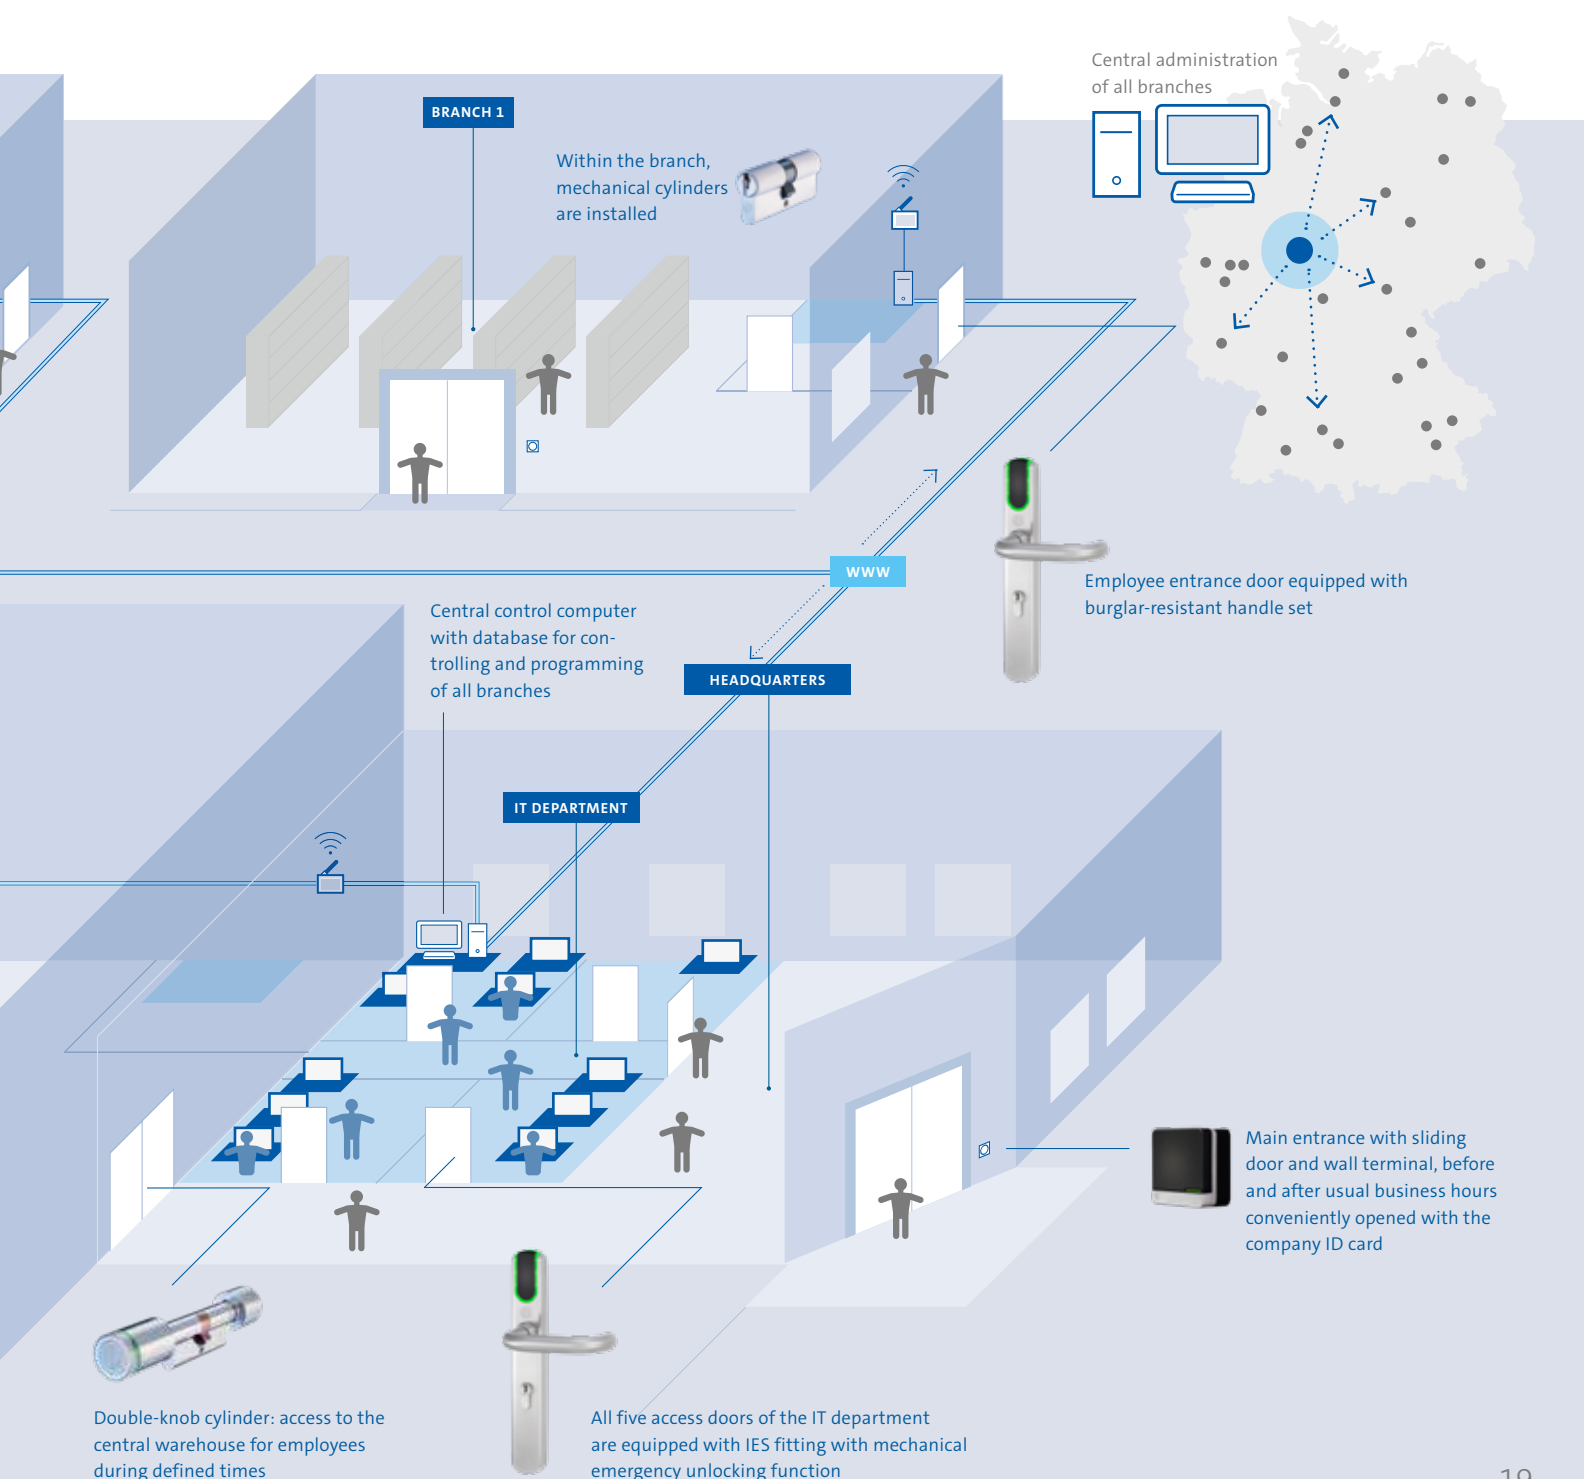 Central administration
of all branches
BRANCH 1
Within the branch,
mechanical cylinders
are installed
WWW
Employee entrance door equipped with
burglar-resistant handle set
Central control computer
with database for con-
trolling and programming
of all branches
HEADQUARTERS
IT DEPARTMENT
Main entrance with sliding
door and wall terminal, before
and after usual business hours
conveniently opened with the
company ID card
Double-knob cylinder: access to the
central warehouse for employees
during defined times
All five access doors of the IT department
are equipped with IES fitting with mechanical
emergency unlocking function
19